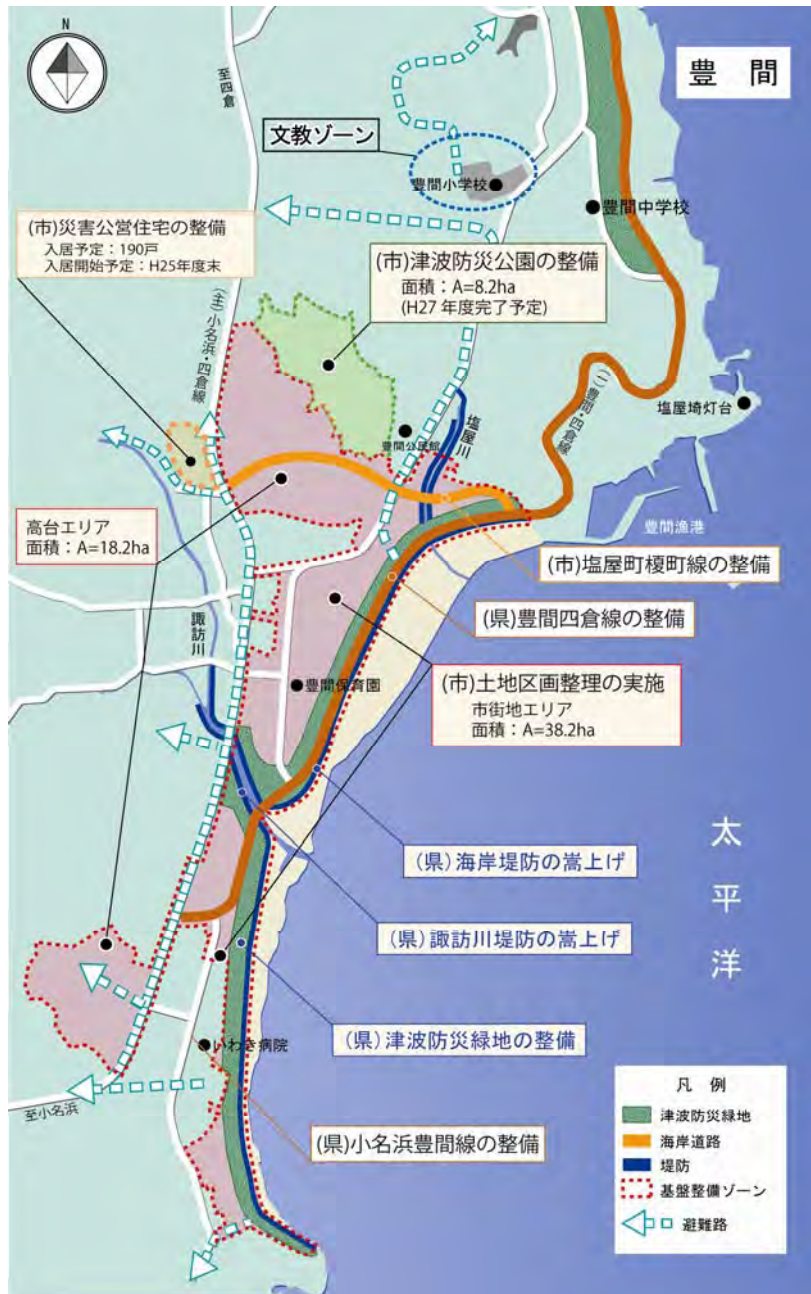 N
豊間
至四倉
文教ゾーン
豊間小学校
豊間中学校
(市)災害公営住宅の整備
入居予定：190戸
入居開始予定：H25年度末
(市)津波防災公園の整備
面積：A=8.2ha
(H27年度完了予定)
(主)小名浜・四倉線
(一)豊間・四倉線
塩屋埼灯台
豊間公民館
塩屋川
豊間漁港
高台エリア
面積：A=18.2ha
(市)塩屋町榎町線の整備
(県)豊間四倉線の整備
諏訪川
豊間保育園
(市)土地区画整理の実施
市街地エリア
面積：A=38.2ha
太平洋
(県)海岸堤防の嵩上げ
(県)諏訪川堤防の嵩上げ
(県)津波防災緑地の整備
いわき病院
至小名浜
(県)小名浜豊間線の整備
凡例
津波防災緑地
海岸道路
堤防
基盤整備ゾーン
避難路